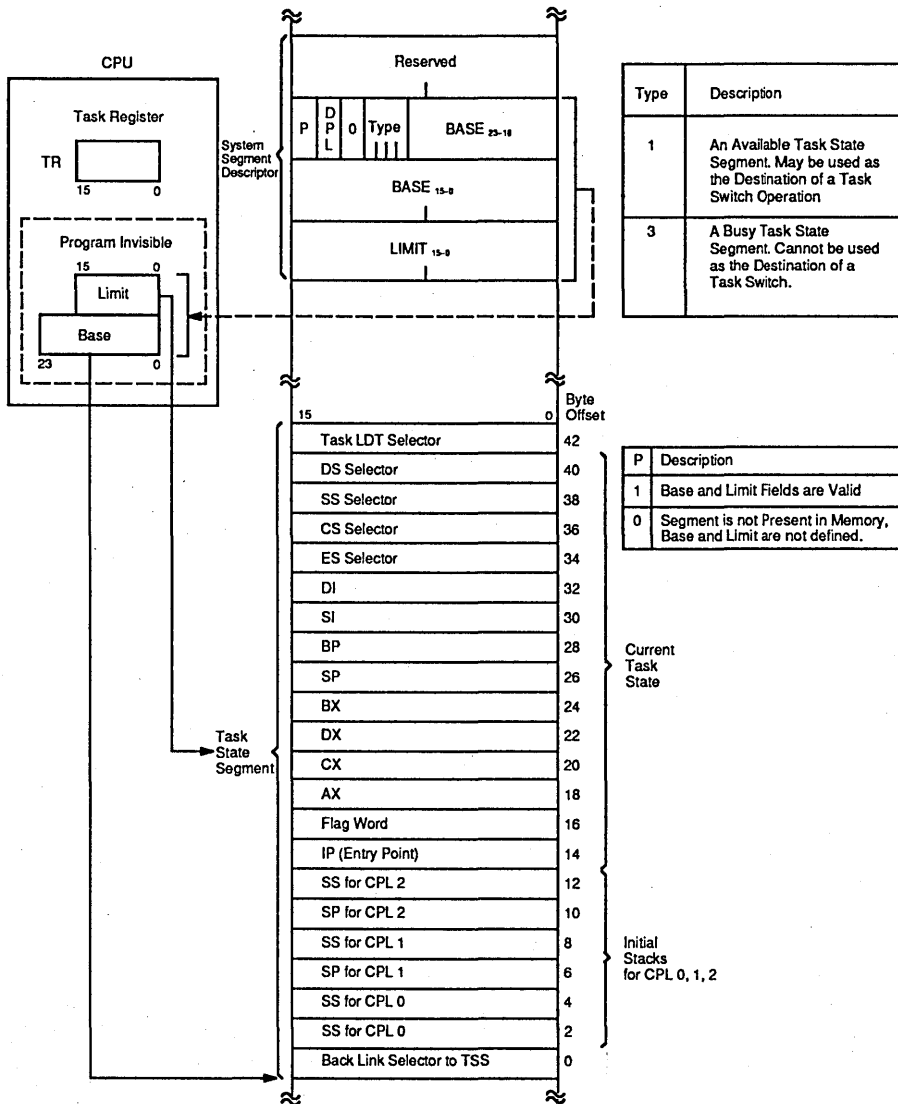 CPU
Task Register
TR
15 0
Program Invisible
15 0
Limit
Base
23 0
System
Segment
Descriptor
Reserved
P
D
P
L
0
Type
BASE 23–16
BASE 15–0
LIMIT 15–0
Type Description
1 An Available Task State
Segment. May be used as
the Destination of a Task
Switch Operation
3 A Busy Task State
Segment. Cannot be used
as the Destination of a
Task Switch.
15 0
Byte
Offset
Task LDT Selector 42
DS Selector 40
SS Selector 38
CS Selector 36
ES Selector 34
DI 32
SI 30
BP 28
SP 26
BX 24
DX 22
CX 20
AX 18
Flag Word 16
IP (Entry Point) 14
SS for CPL 2 12
SP for CPL 2 10
SS for CPL 1 8
SP for CPL 1 6
SS for CPL 0 4
SS for CPL 0 2
Back Link Selector to TSS 0
Task
State
Segment
P Description
1 Base and Limit Fields are Valid
0 Segment is not Present in Memory,
Base and Limit are not defined.
Current
Task
State
Initial
Stacks
for CPL 0, 1, 2